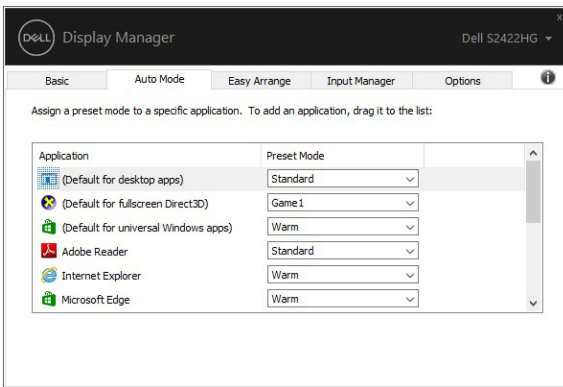 x
DELL Display Manager Dell S2422HG
Basic Auto Mode Easy Arrange Input Manager Options i
Assign a preset mode to a specific application. To add an application, drag it to the list:
Application Preset Mode
(Default for desktop apps) Standard
(Default for fullscreen Direct3D) Game1
(Default for universal Windows apps) Warm
Adobe Reader Standard
Internet Explorer Warm
Microsoft Edge Warm